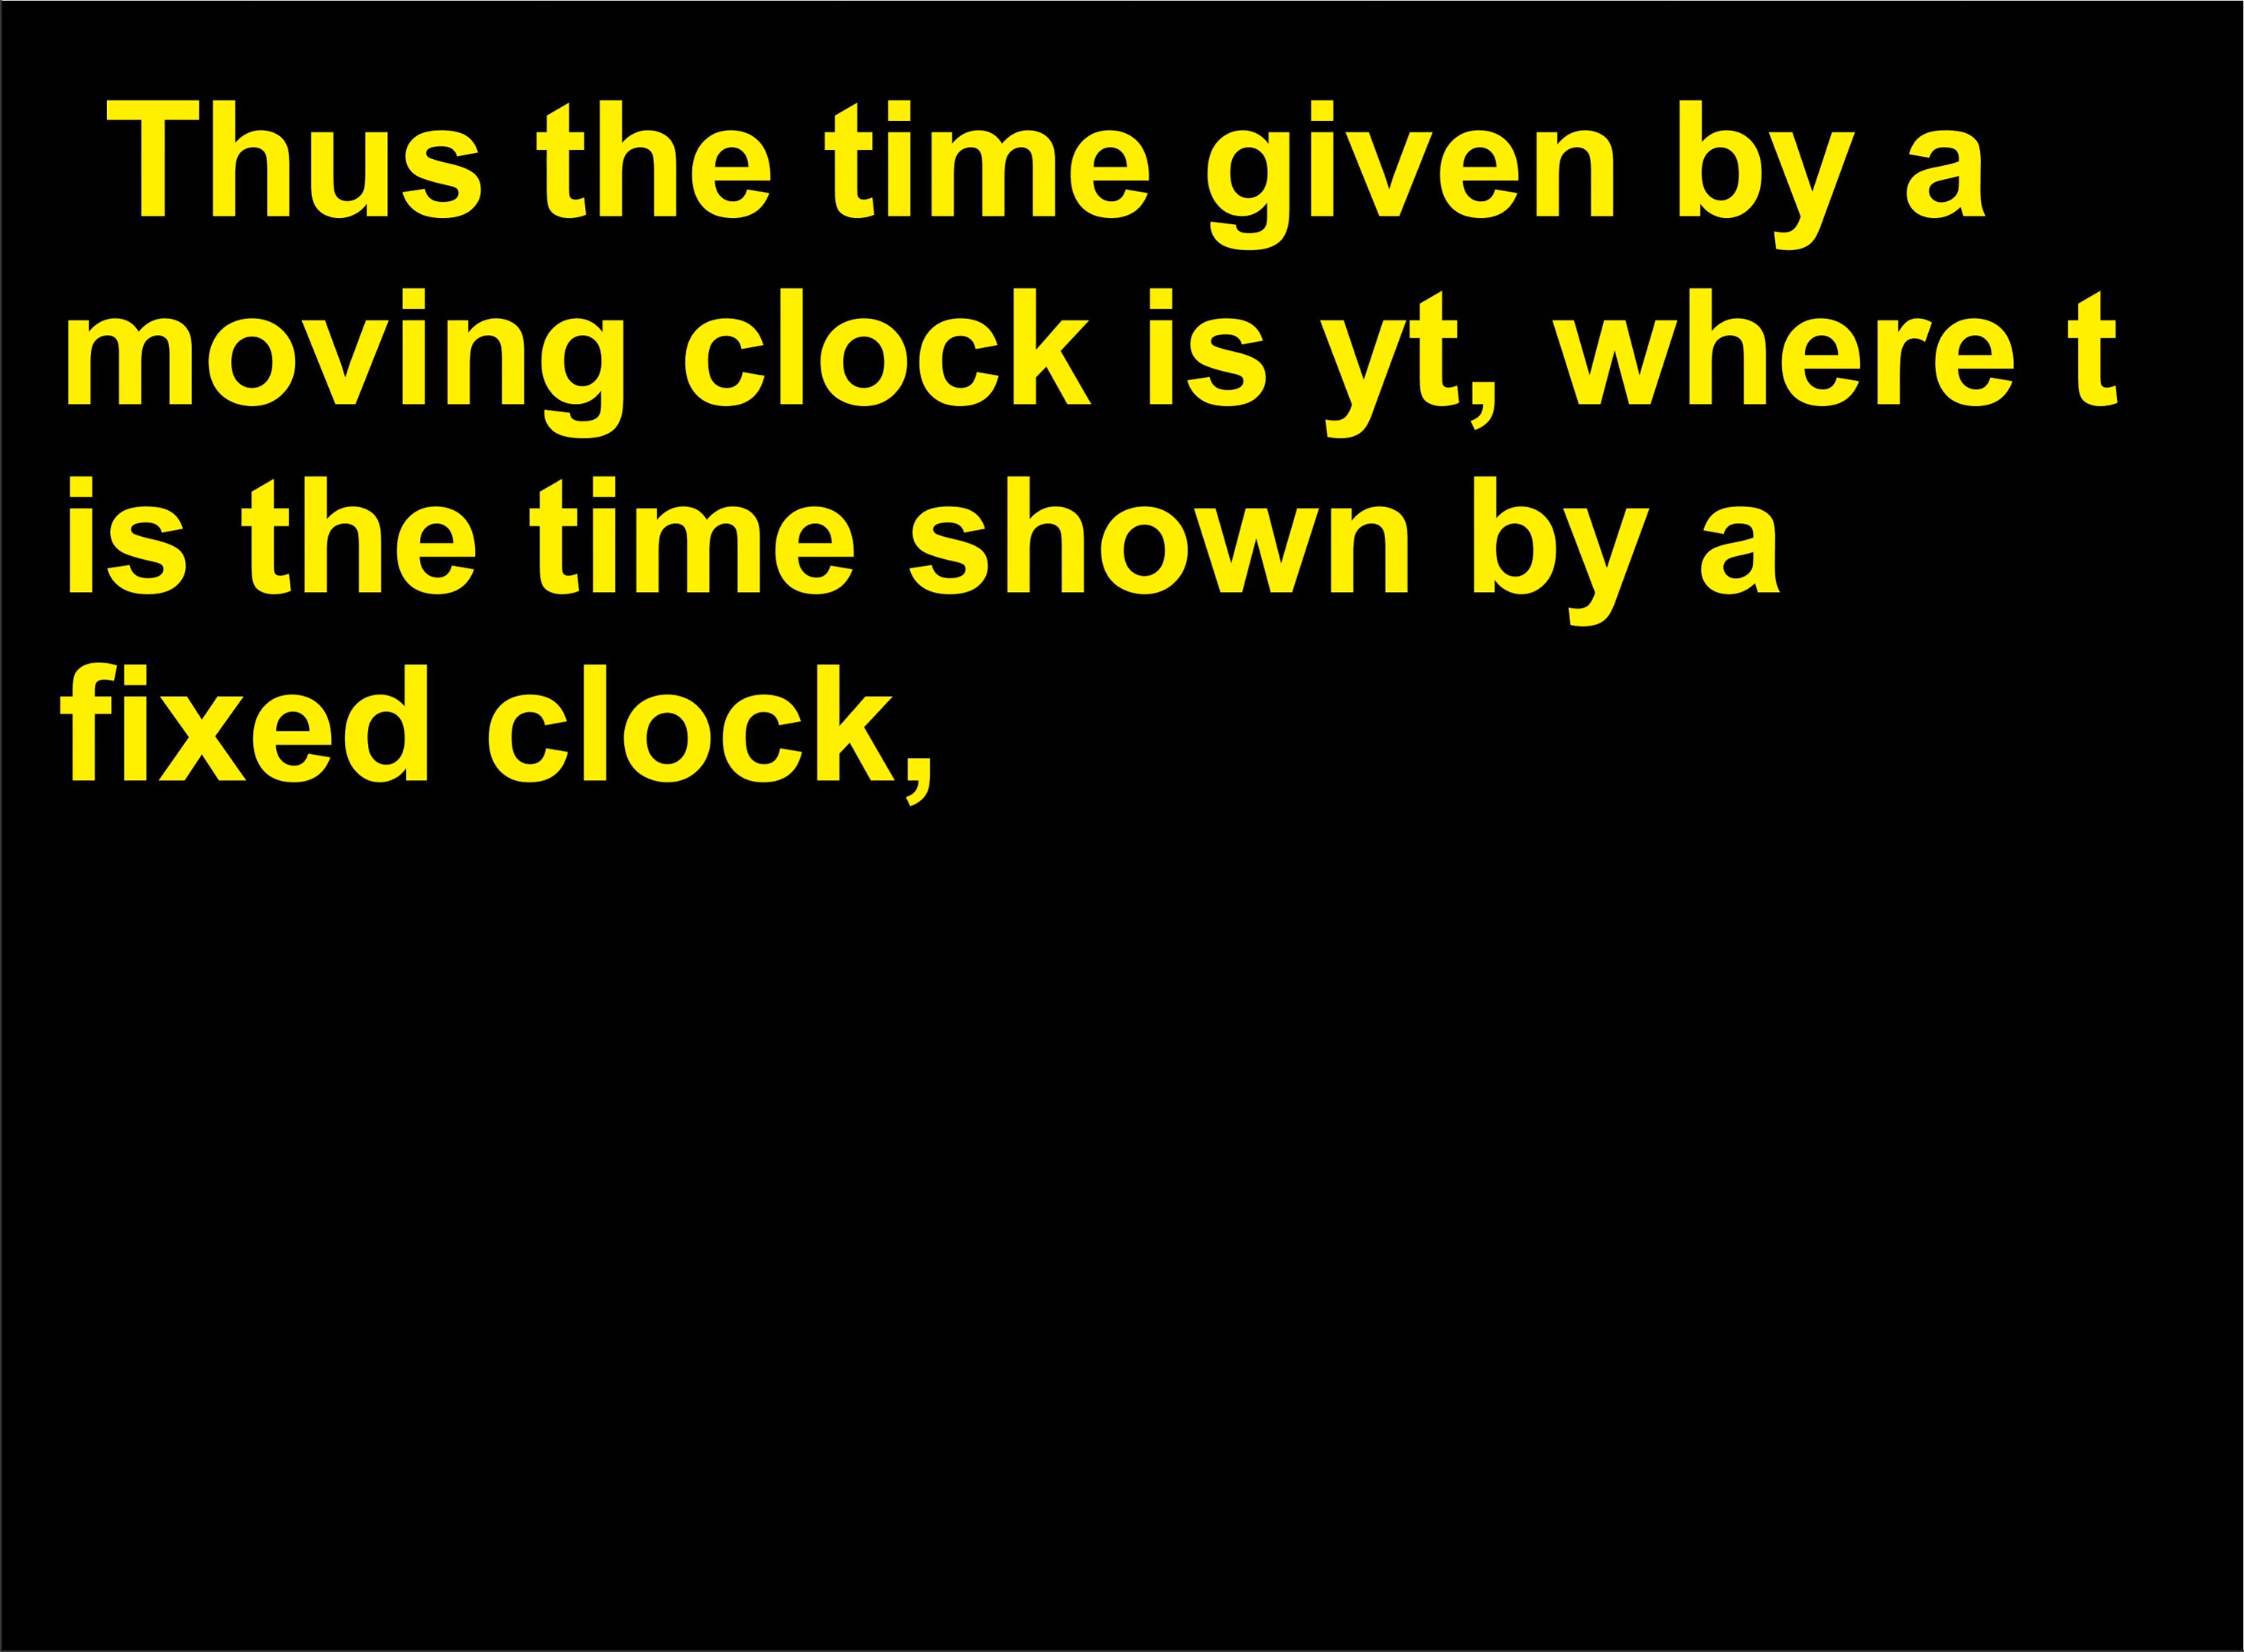 Thus the time given by a
moving clock is yt, where t
is the time shown by a
fixed clock,